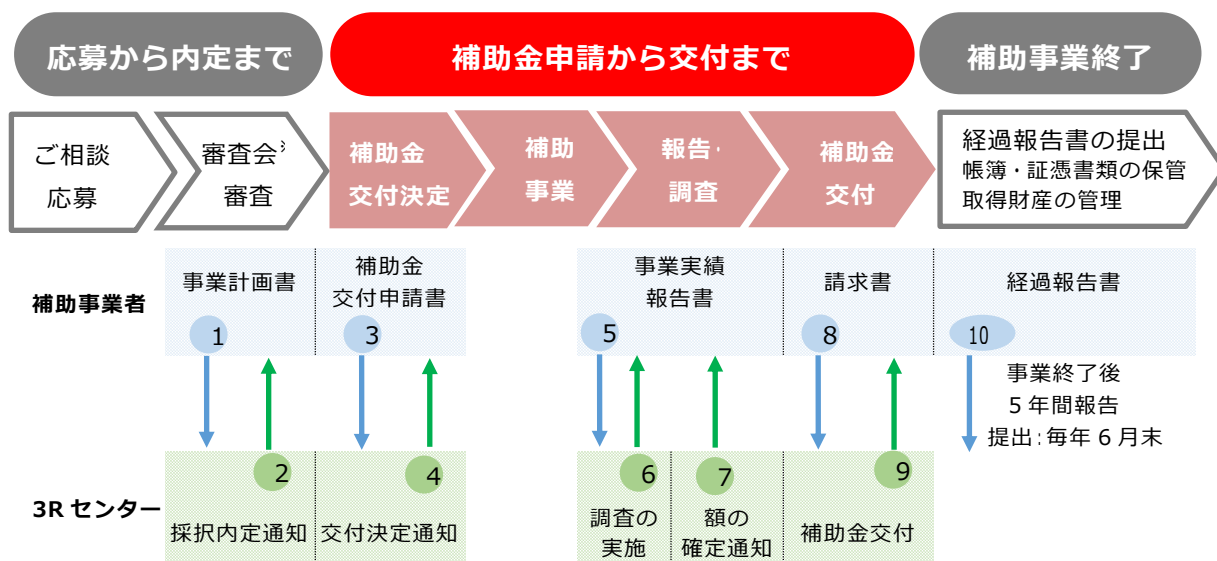 応募から内定まで
補助金申請から交付まで
補助事業終了
ご相談
応募
審査会※
審査
補助金
交付決定
補助
事業
報告・
調査
補助金
交付
経過報告書の提出
帳簿・証憑書類の保管
取得財産の管理
補助事業者
事業計画書
補助金
交付申請書
事業実績
報告書
請求書
経過報告書
1
3
5
8
10
事業終了後
5年間報告
提出:毎年6月末
3Rセンター
2
4
6
7
9
採択内定通知
交付決定通知
調査の
実施
額の
確定通知
補助金交付